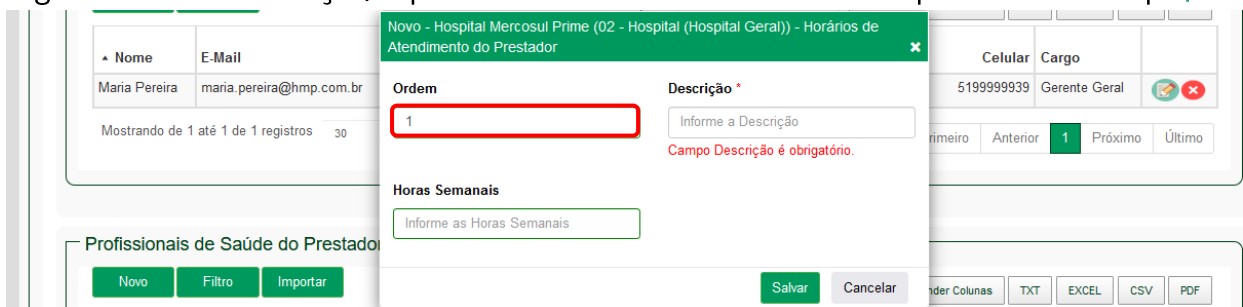 Novo - Hospital Mercosul Prime (02 - Hospital (Hospital Geral)) - Horários de
Atendimento do Prestador
Nome E-Mail Celular Cargo
Maria Pereira maria.pereira@hmp.com.br 5199999939 Gerente Geral
Ordem Descrição *
1 Informe a Descrição
Campo Descrição é obrigatório.
Mostrando de 1 até 1 de 1 registros 30 Anterior 1 Próximo Último
Horas Semanais
Informe as Horas Semanais
Profissionais de Saúde do Prestador
Novo Filtro Importar Salvar Cancelar Colunas TXT EXCEL CSV PDF